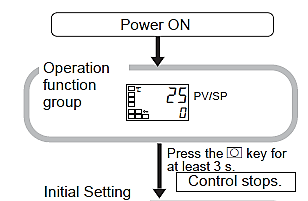 Power ON
Operation
function
group
℃
25
PV/SP
0
Press the key for
at least 3 s.
Control stops.
Initial Setting